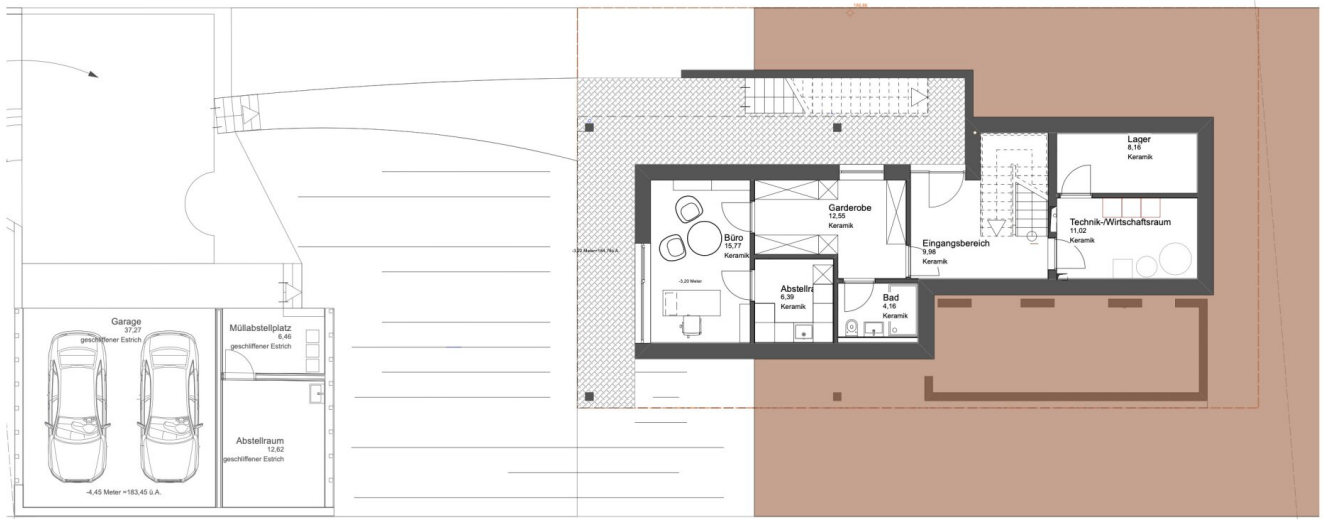 Lager
8,16
Keramik
Garderobe
12,55
Keramik
Technik-/Wirtschaftsraum
11,02
Keramik
Büro
15,77
Keramik
Eingangsbereich
9,98
Keramik
-3,20 Meter
Abstellra
6,39
Keramik
Bad
4,16
Keramik
Garage
37,27
geschliffener Estrich
Müllabstellplatz
6,46
geschliffener Estrich
Abstellraum
12,62
geschliffener Estrich
-4,45 Meter =183,45 ü.A.